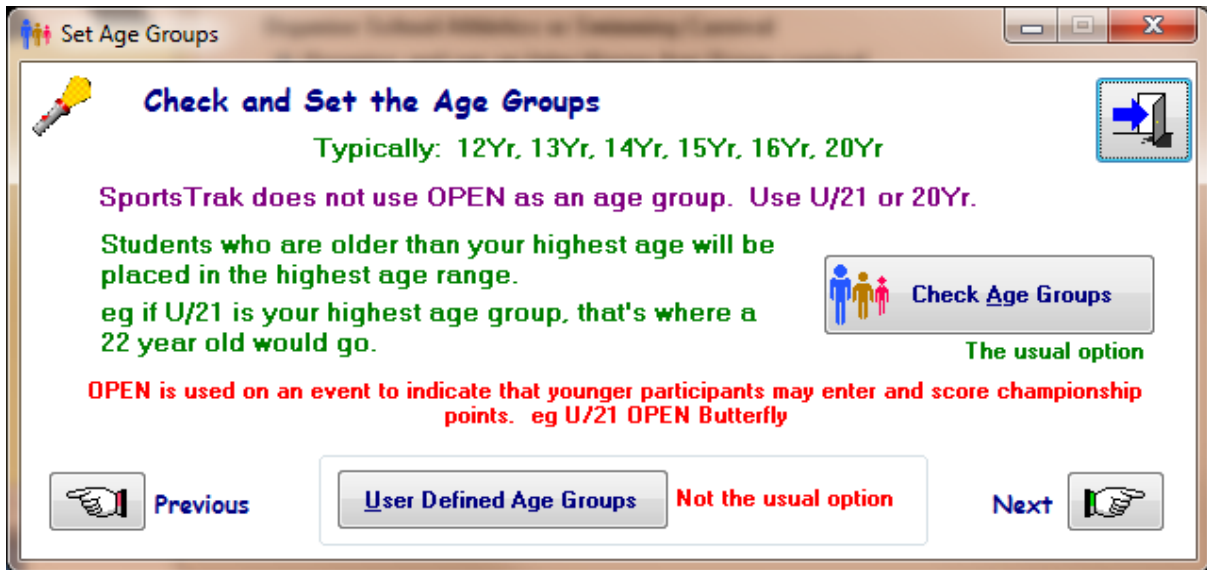 Set Age Groups
Check and Set the Age Groups
Typically: 12Yr, 13Yr, 14Yr, 15Yr, 16Yr, 20Yr
SportsTrak does not use OPEN as an age group. Use U/21 or 20Yr.
Students who are older than your highest age will be
placed in the highest age range.
eg if U/21 is your highest age group, that's where a
22 year old would go.
Check Age Groups
The usual option
OPEN is used on an event to indicate that younger participants may enter and score championship
points. eg U/21 OPEN Butterfly
Previous
User Defined Age Groups
Not the usual option
Next